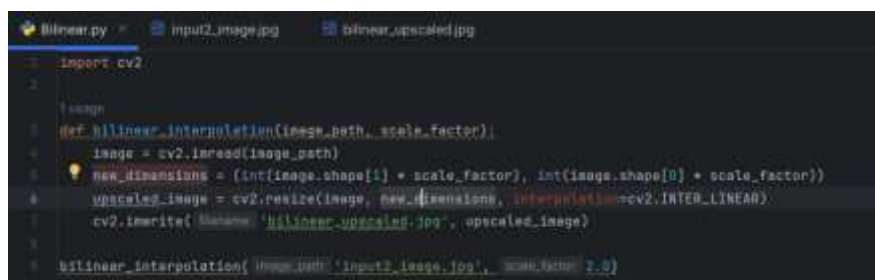 Bilinear.py input2_image.jpg bilinear_upscaled.jpg
1 import cv2
2
1 usage
3 def bilinear_interpolation(image_path, scale_factor):
4 image = cv2.imread(image_path)
5 new_dimensions = (int(image.shape[1] * scale_factor), int(image.shape[0] * scale_factor))
6 upscaled_image = cv2.resize(image, new_dimensions, interpolation=cv2.INTER_LINEAR)
7 cv2.imwrite( filename: 'bilinear_upscaled.jpg', upscaled_image)
8
9 bilinear_interpolation( image_path: 'input2_image.jpg', scale_factor: 2.0)